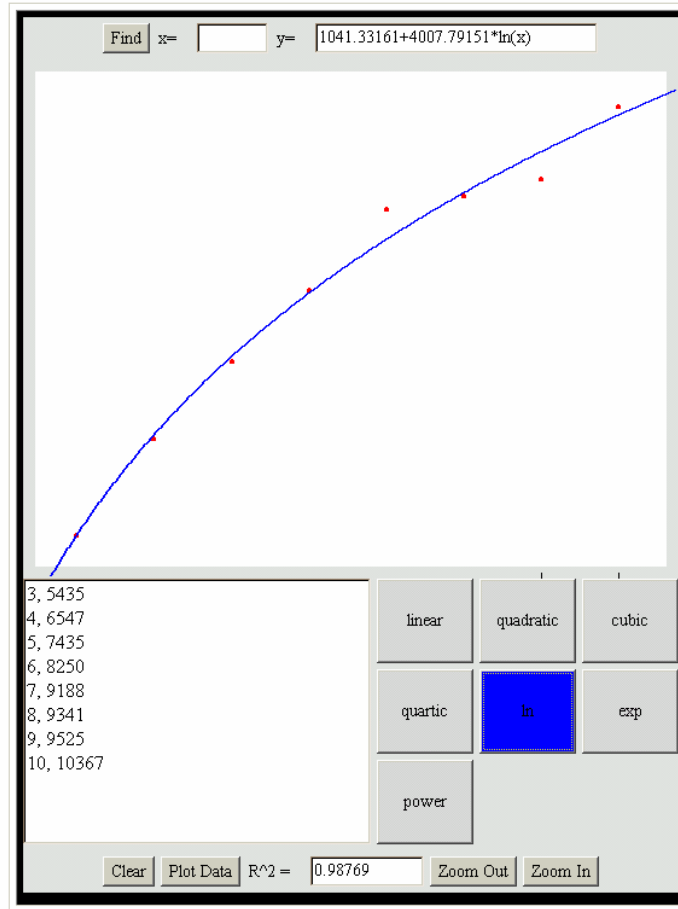 Find x= y= 1041.33161+4007.79151*ln(x)
3, 5435
4, 6547
5, 7435
6, 8250
7, 9188
8, 9341
9, 9525
10, 10367
linear quadratic cubic
quartic ln exp
power
Clear Plot Data R^2 = 0.98769 Zoom Out Zoom In